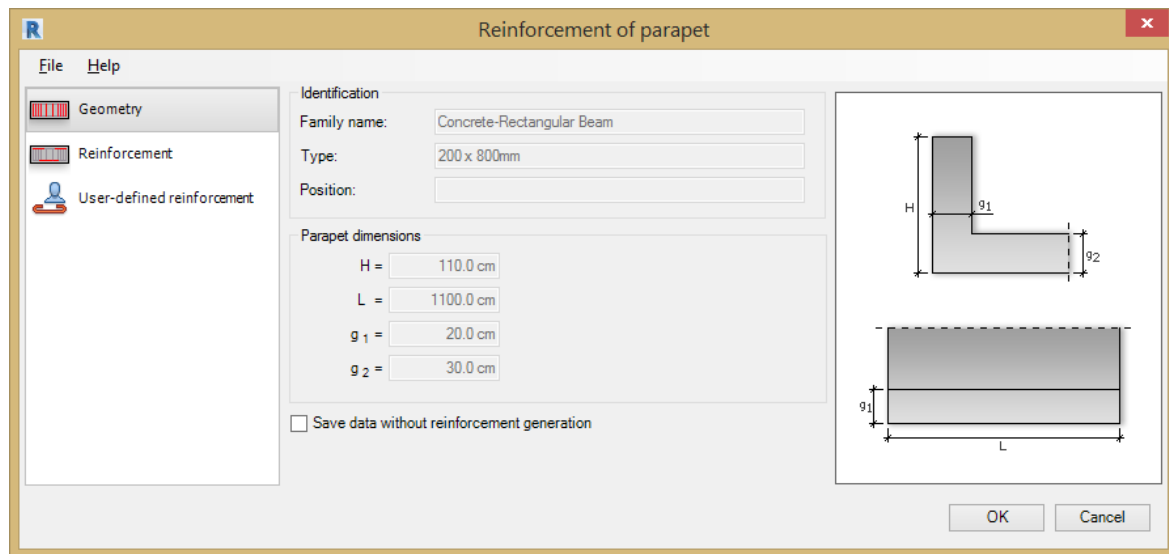 R
Reinforcement of parapet
File Help
Geometry
Reinforcement
User-defined reinforcement
Identification
Family name: Concrete-Rectangular Beam
Type: 200 x 800mm
Position:
Parapet dimensions
H = 110.0 cm
L = 1100.0 cm
g 1 = 20.0 cm
g 2 = 30.0 cm
Save data without reinforcement generation
H
g1
g2
g1
L
OK Cancel